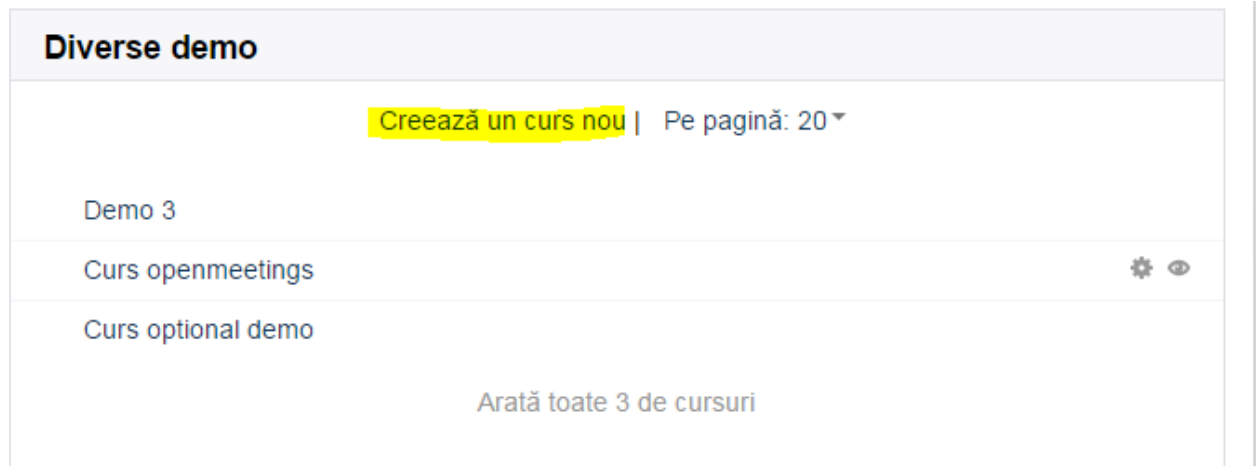 Diverse demo
Creează un curs nou | Pe pagină: 20
Demo 3
Curs openmeetings
Curs optional demo
Arată toate 3 de cursuri